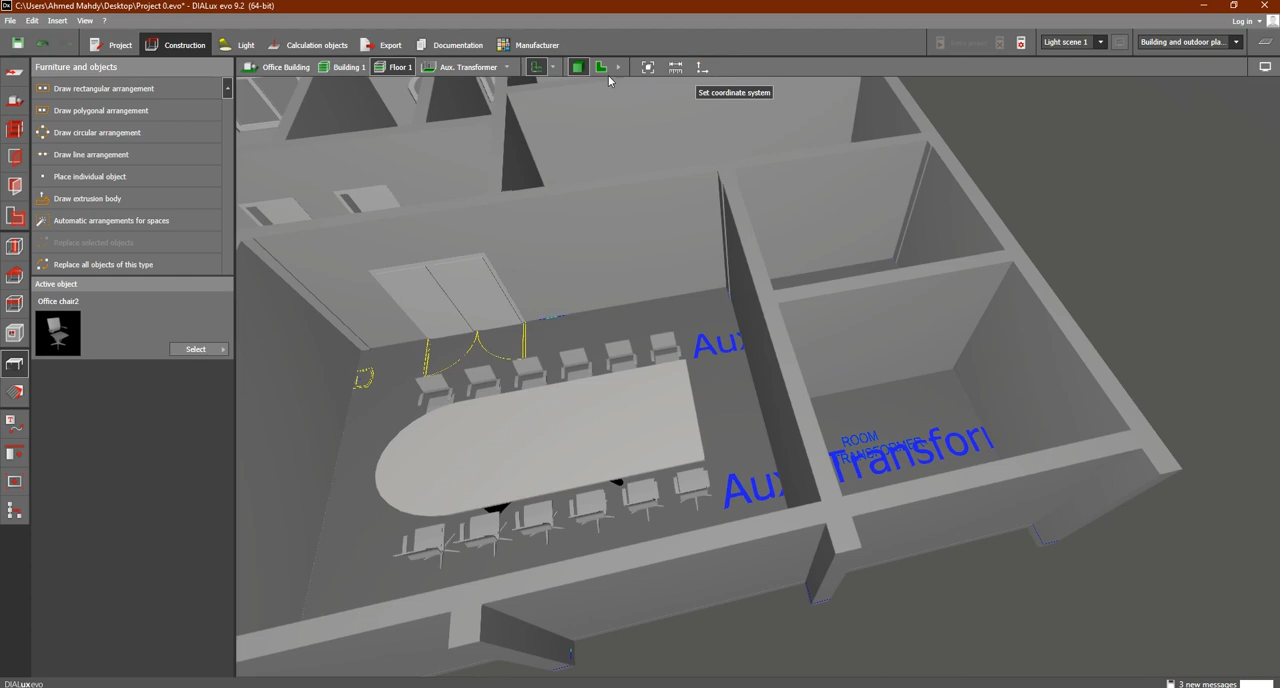 C:\Users\Ahmed Mahdy\Desktop\Project 0.evo* - DIALux evo 9.2 (64-bit)
File Edit Insert View ?
Log in
Project Construction Light Calculation objects Export Documentation Manufacturer
Light scene 1
Building and outdoor pla...
Furniture and objects
Office Building Building 1 Floor 1 Aux. Transformer
Set coordinate system
Draw rectangular arrangement
Draw polygonal arrangement
Draw circular arrangement
Draw line arrangement
Place individual object
Draw extrusion body
Automatic arrangements for spaces
Replace selected objects
Replace all objects of this type
Active object
Office chair2
Select
Aux
Aux
ROOM
Transfor
DIALux evo
3 new messages